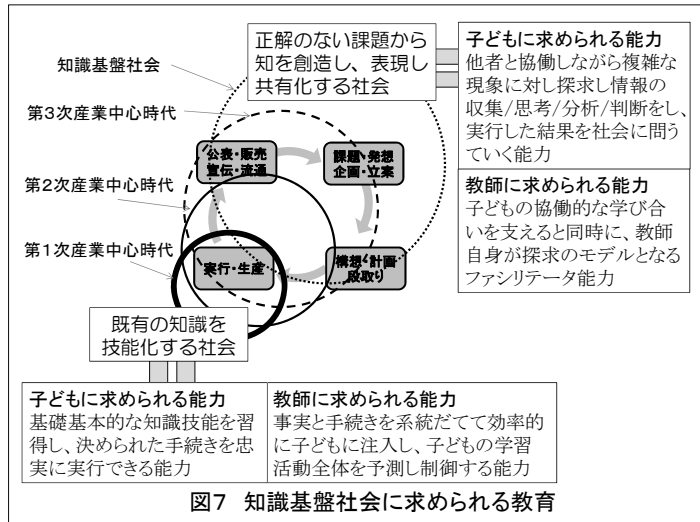 正解のない課題から
知を創造し、表現し
共有化する社会
知識基盤社会
第3次産業中心時代
第2次産業中心時代
第1次産業中心時代
公表・販売
宣伝・流通
課題・発想
企画・立案
実行・生産
構想・計画
段取り
子どもに求められる能力
他者と協働しながら複雑な
現象に対し探求し情報の
収集/思考/分析/判断をし、
実行した結果を社会に問う
ていく能力
教師に求められる能力
子どもの協働的な学び合
いを支えると同時に、教師
自身が探求のモデルとなる
ファシリテータ能力
既有の知識を
技能化する社会
子どもに求められる能力
基礎基本的な知識技能を習
得し、決められた手続きを忠
実に実行できる能力
教師に求められる能力
事実と手続きを系統だてて効率的
に子どもに注入し、子どもの学習
活動全体を予測し制御する能力
図7 知識基盤社会に求められる教育